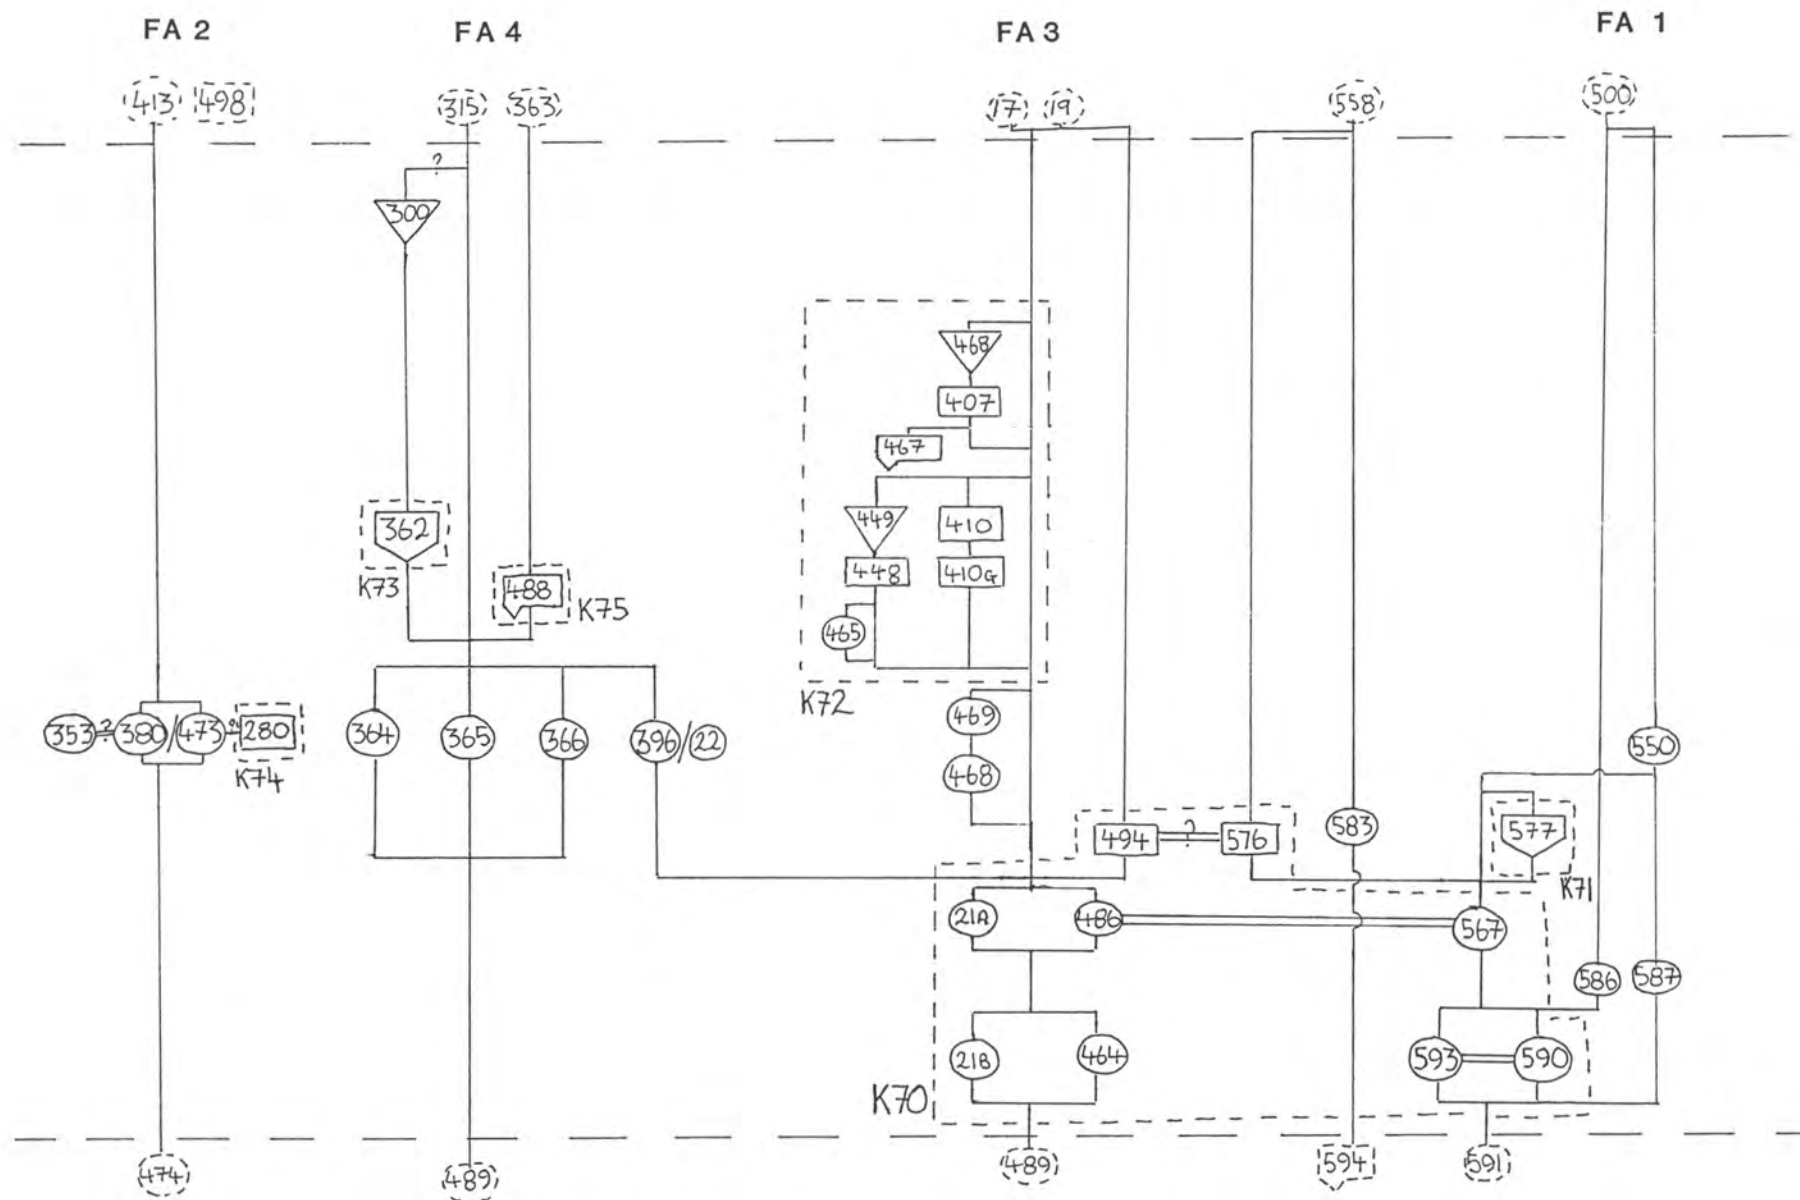 FA 2 FA 4 FA 3 FA 1
413 498 315 363 17 19 558 500
?
300
468
407
467
362 449 410
K73 448 410G
488 K75
465
K72
353 ? 380 / 473 ? 280 364 365 366 396/22 469 550
K74
468
494 ? 576 583 577
K71
21A 486 567
586 587
21B 464 593 590
K70
474 489 489 594 591